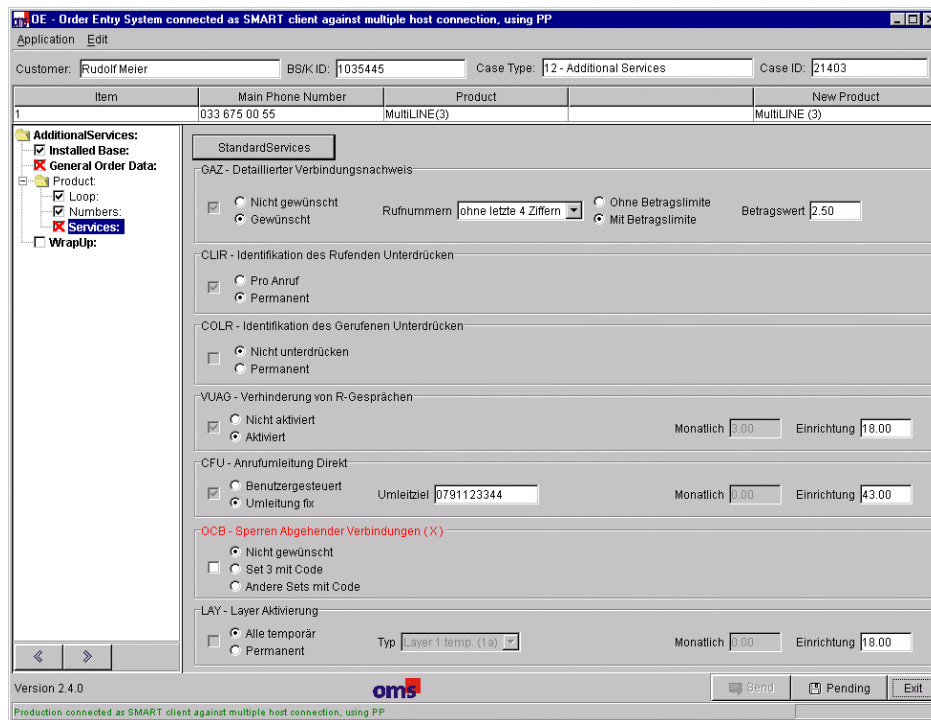 OE - Order Entry System connected as SMART client against multiple host connection, using PP
Application Edit
Customer: Rudolf Meier BS/K ID: 1035445 Case Type: 12 - Additional Services Case ID: 21403
Item Main Phone Number Product New Product
1 033 675 00 55 MultiLINE(3) MultiLINE (3)
AdditionalServices:
Installed Base:
General Order Data:
Product:
Loop:
Numbers:
Services:
WrapUp:
StandardServices
GAZ - Detaillierter Verbindungsnachweis
Nicht gewünscht
Gewünscht
Rufnummern ohne letzte 4 Ziffern
Ohne Betragslimite
Mit Betragslimite
Betragswert 2.50
CLIR - Identifikation des Rufenden Unterdrücken
Pro Anruf
Permanent
COLR - Identifikation des Gerufenen Unterdrücken
Nicht unterdrücken
Permanent
VUAG - Verhinderung von R-Gesprächen
Nicht aktiviert
Aktiviert
Monatlich 3.00 Einrichtung 18.00
CFU - Anrufumleitung Direkt
Benutzergesteuert
Umleitung fix
Umleitziel 0791123344
Monatlich 0.00 Einrichtung 43.00
OCB - Sperren Abgehender Verbindungen ( X )
Nicht gewünscht
Set 3 mit Code
Andere Sets mit Code
LAY - Layer Aktivierung
Alle temporär
Permanent
Typ Layer 1 temp. (1a)
Monatlich 0.00 Einrichtung 18.00
Version 2.4.0 oms Send Pending Exit
Production connected as SMART client against multiple host connection, using PP